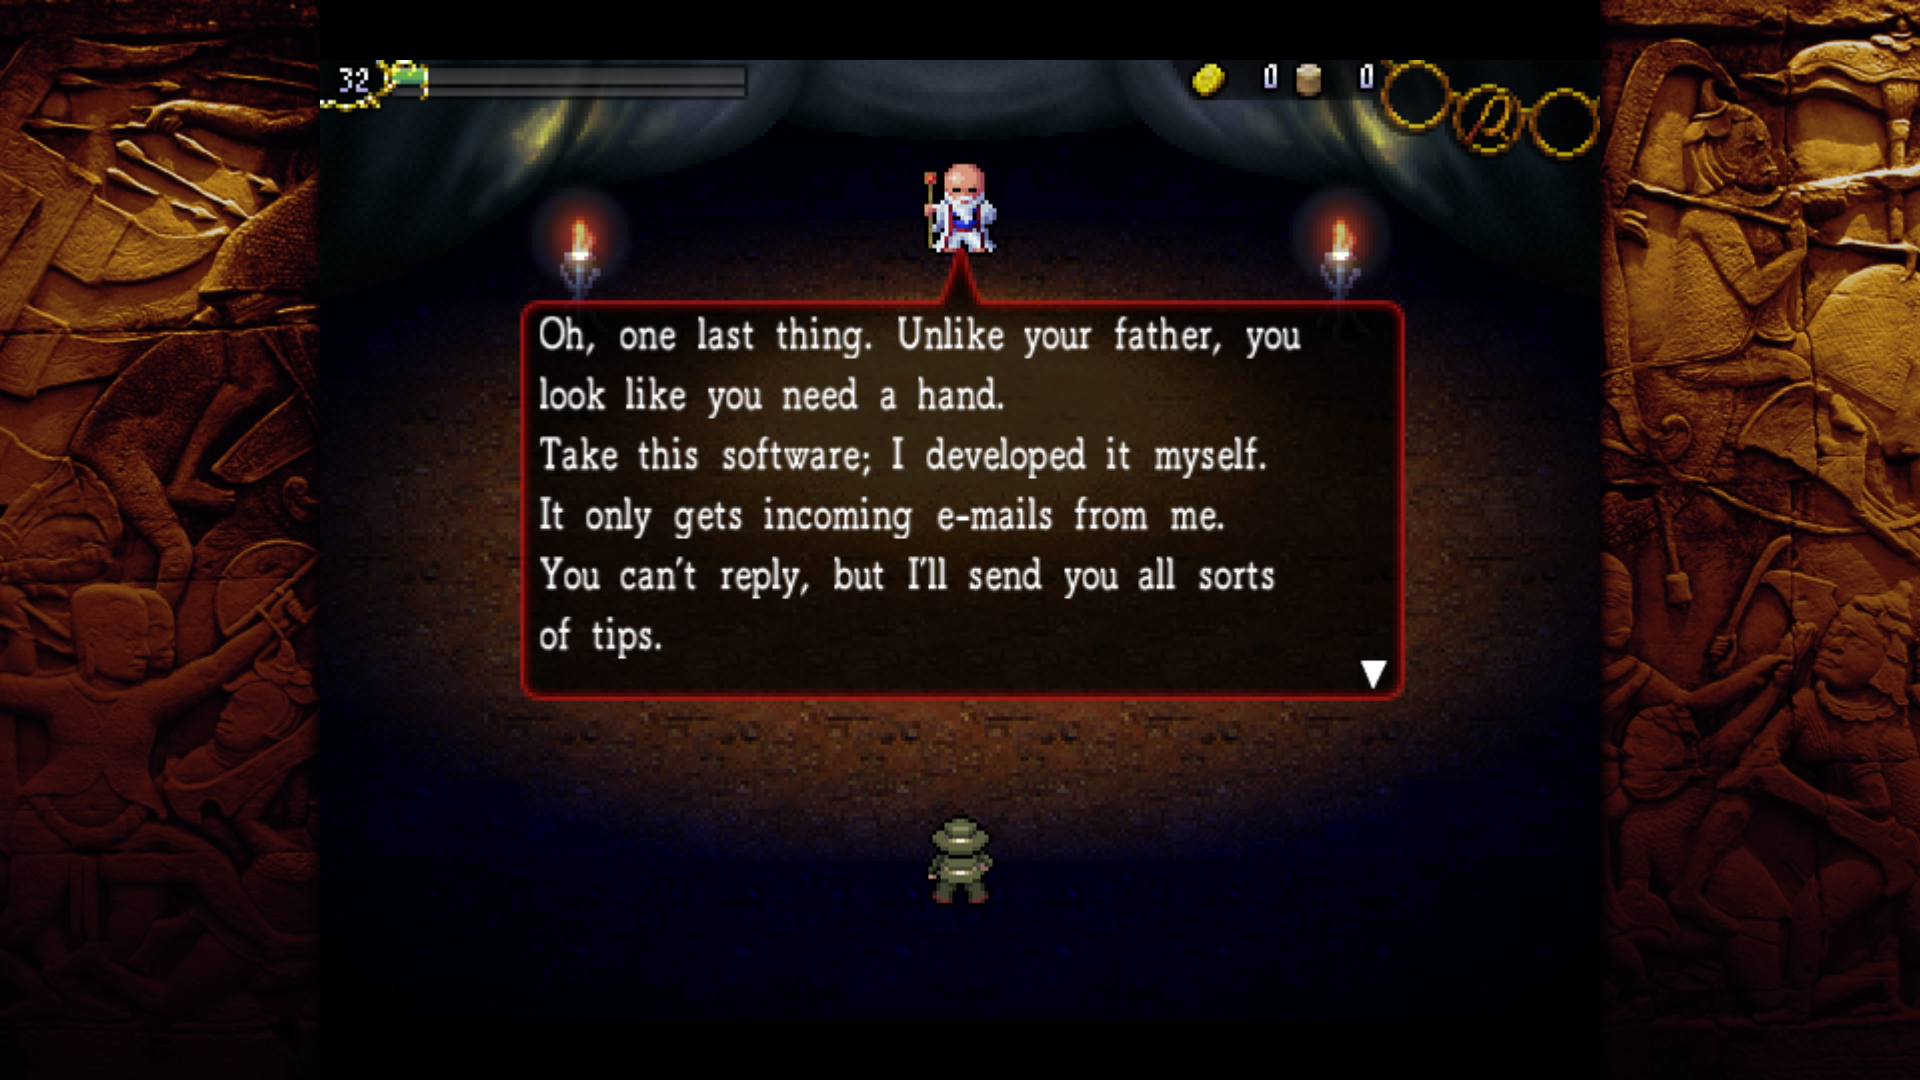 32
0
0
Oh, one last thing. Unlike your father, you
look like you need a hand.
Take this software; I developed it myself.
It only gets incoming e-mails from me.
You can't reply, but I'll send you all sorts
of tips.